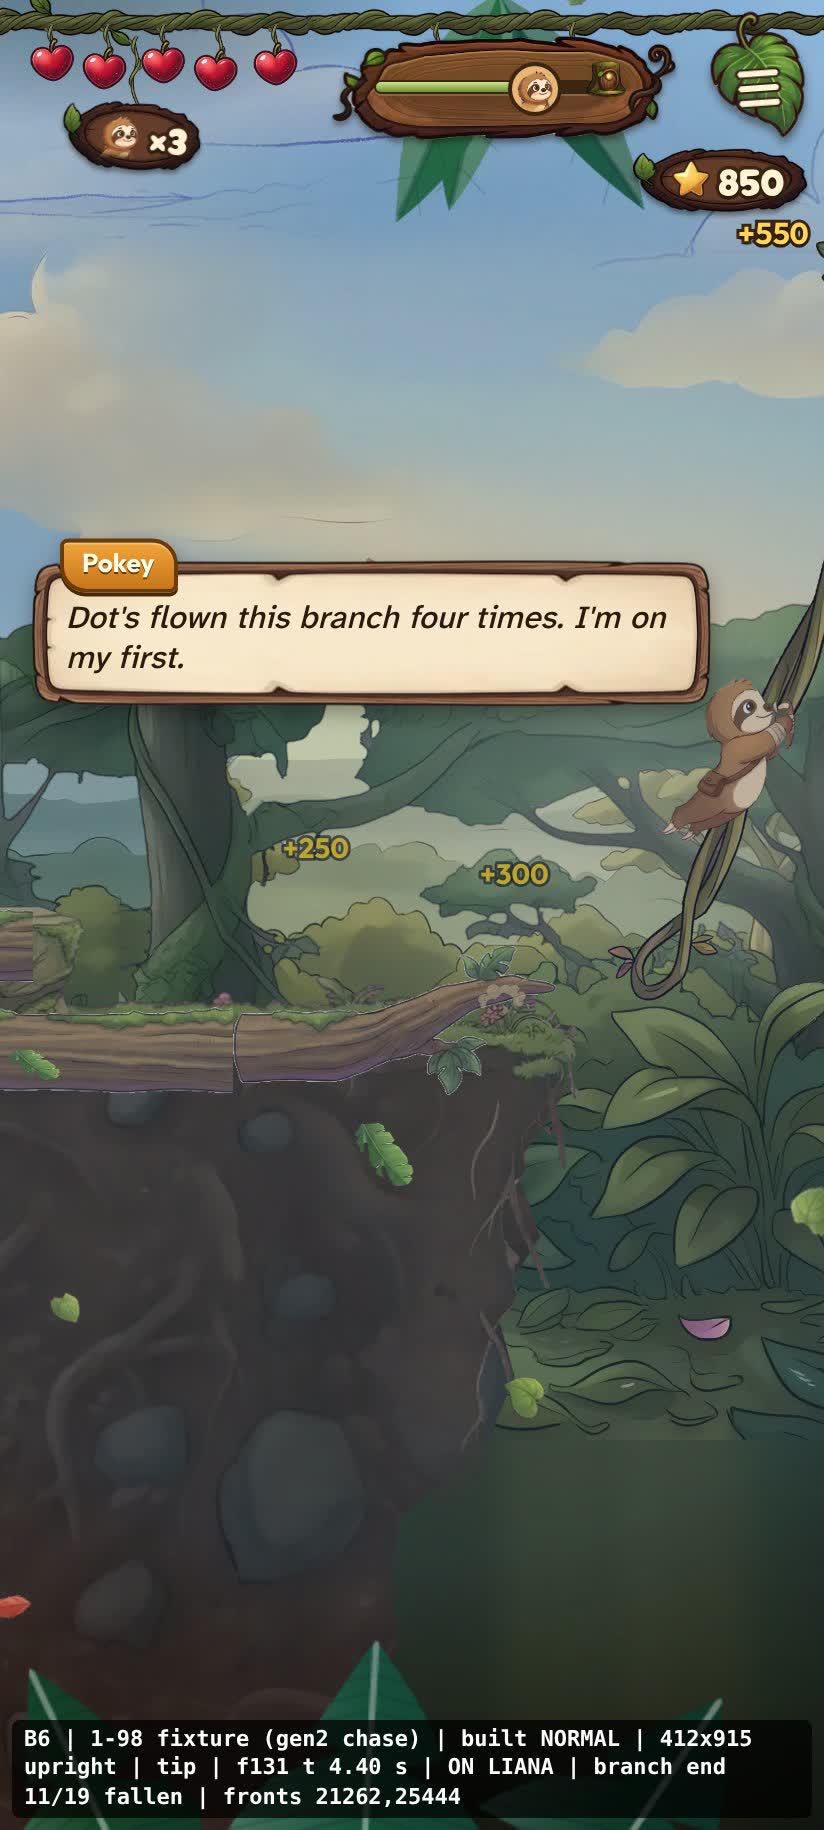 ×3
850
+550
Pokey
Dot's flown this branch four times. I'm on
my first.
+250
+300
B6 | 1-98 fixture (gen2 chase) | built NORMAL | 412x915
upright | tip | f131 t 4.40 s | ON LIANA | branch end
11/19 fallen | fronts 21262,25444